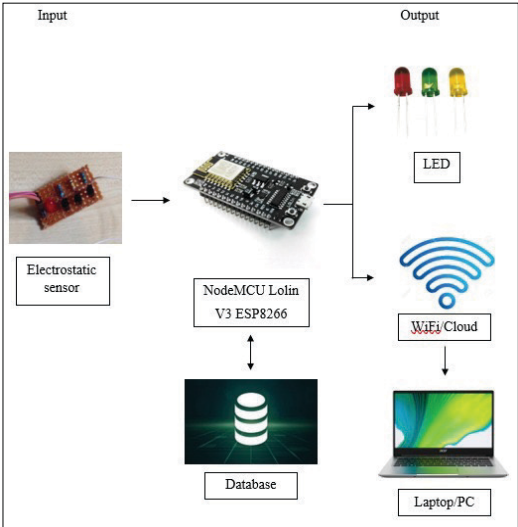 Input
Output
LED
Electrostatic
sensor
NodeMCU Lolin
V3 ESP8266
WiFi/Cloud
Database
Laptop/PC